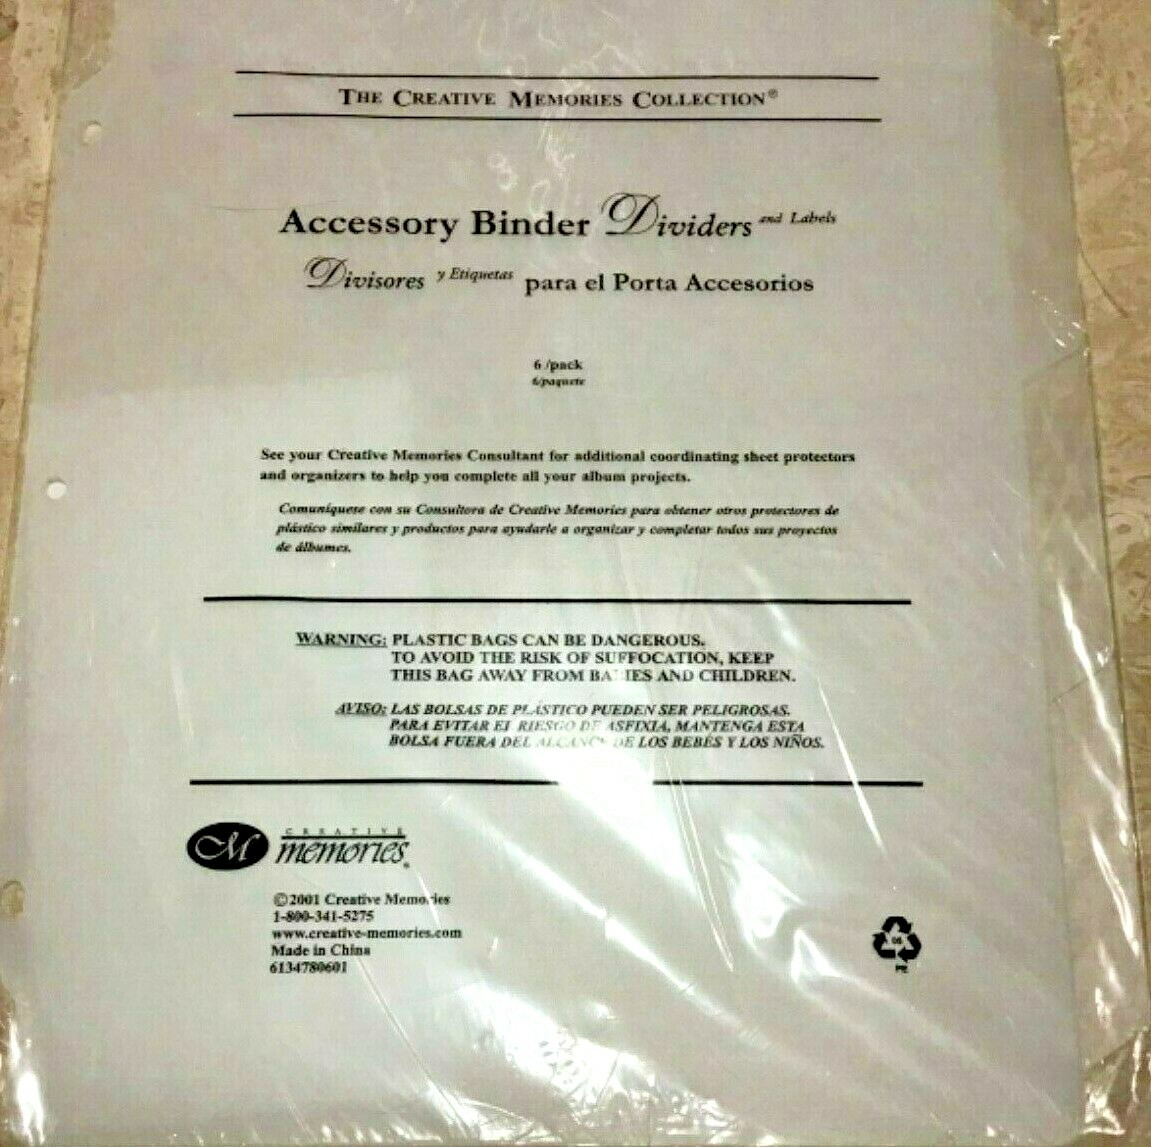 THE CREATIVE MEMORIES COLLECTION®
Accessory Binder Dividers and Labels
Divisores y Etiquetas para el Porta Accesorios
6 /pack
6/paquete
See your Creative Memories Consultant for additional coordinating sheet protectors
and organizers to help you complete all your album projects.
Comuníquese con su Consultora de Creative Memories para obtener otros protectores de
plástico similares y productos para ayudarle a organizar y completar todos sus proyectos
de álbumes.
WARNING: PLASTIC BAGS CAN BE DANGEROUS.
TO AVOID THE RISK OF SUFFOCATION, KEEP
THIS BAG AWAY FROM BABIES AND CHILDREN.
AVISO: LAS BOLSAS DE PLÁSTICO PUEDEN SER PELIGROSAS.
PARA EVITAR EL RIESGO DE ASFIXIA, MANTENGA ESTA
BOLSA FUERA DEL ALCANCE DE LOS BEBÉS Y LOS NIÑOS.
M CREATIVE
memories®
©2001 Creative Memories
1-800-341-5275
www.creative-memories.com
Made in China
6134780601
PE